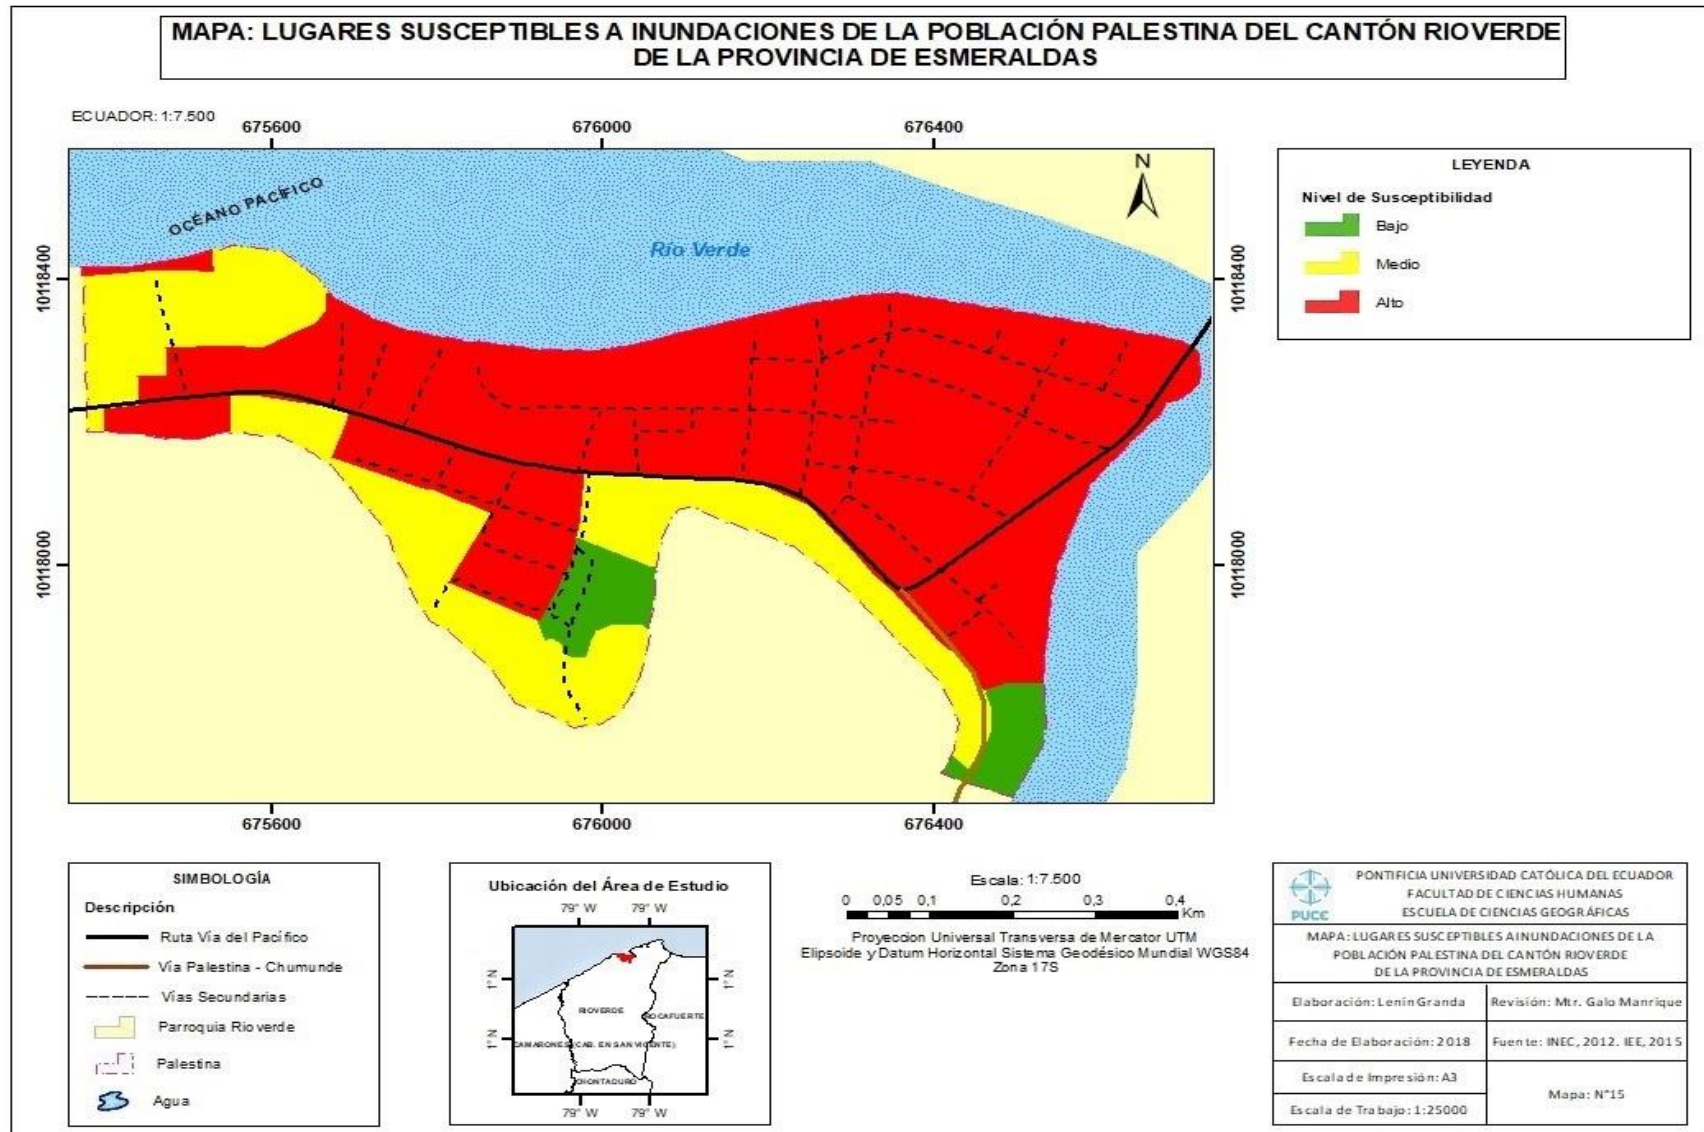 MAPA: LUGARES SUSCEPTIBLES A INUNDACIONES DE LA POBLACIÓN PALESTINA DEL CANTÓN RIOVERDE
DE LA PROVINCIA DE ESMERALDAS
ECUADOR: 1:7.500
675600
676000
676400
OCÉANO PACÍFICO
N
Río Verde
10118400
10118400
10118000
10118000
675600
676000
676400
LEYENDA
Nivel de Susceptibilidad
Bajo
Medio
Alto
SIMBOLOGÍA
Descripción
Ruta Vía del Pacífico
Vía Palestina - Chumunde
Vías Secundarias
Parroquia Rioverde
Palestina
Agua
Ubicación del Área de Estudio
79° W
79° W
1° N
1° N
1° N
1° N
RIOVERDE
ROCAFUERTE
CAMARONES (CAB. EN SAN VICENTE)
CHONTADURO
79° W
79° W
Escala: 1:7.500
0 0,05 0,1 0,2 0,3 0,4
Km
Proyeccion Universal Transversa de Mercator UTM
Elipsoide y Datum Horizontal Sistema Geodésico Mundial WGS84
Zona 17S
PUCE
PONTIFICIA UNIVERSIDAD CATÓLICA DEL ECUADOR
FACULTAD DE CIENCIAS HUMANAS
ESCUELA DE CIENCIAS GEOGRÁFICAS
MAPA: LUGARES SUSCEPTIBLES A INUNDACIONES DE LA
POBLACIÓN PALESTINA DEL CANTÓN RIOVERDE
DE LA PROVINCIA DE ESMERALDAS
Elaboración: Lenin Granda
Revisión: Mtr. Galo Manrique
Fecha de Elaboración: 2018
Fuente: INEC, 2012. IEE, 2015
Escala de Impresión: A3
Mapa: N°15
Escala de Trabajo: 1:25000